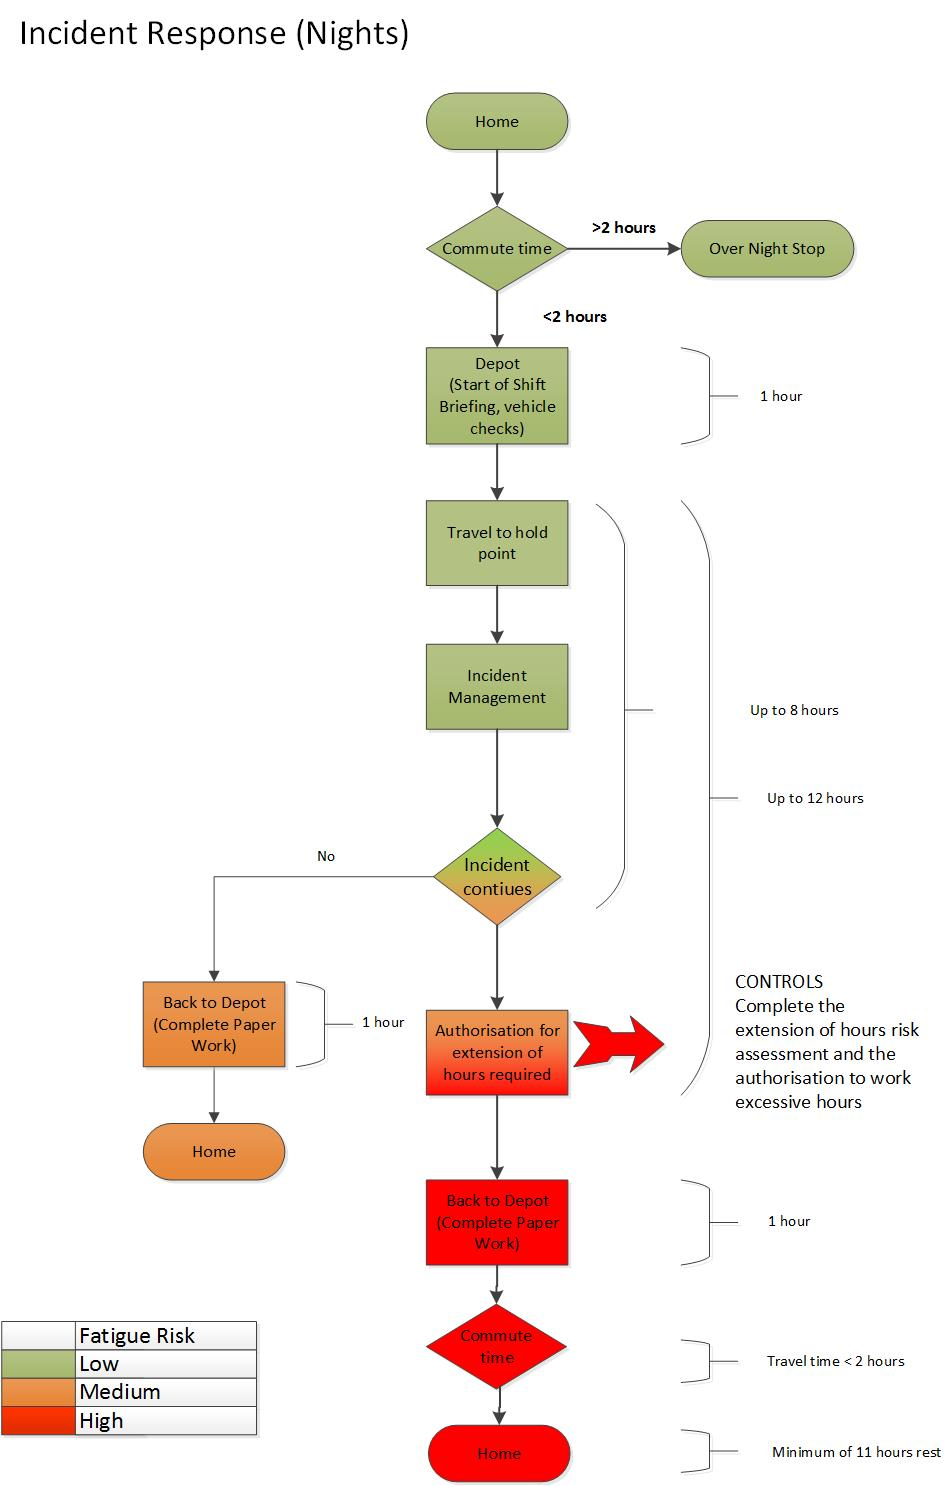 Incident Response (Nights)
Home
Commute time
>2 hours
Over Night Stop
<2 hours
Depot
(Start of Shift
Briefing, vehicle
checks)
1 hour
Travel to hold
point
Incident
Management
Up to 8 hours
Up to 12 hours
Incident
contiues
No
Back to Depot
(Complete Paper
Work)
1 hour
Home
Authorisation for
extension of
hours required
CONTROLS
Complete the
extension of hours risk
assessment and the
authorisation to work
excessive hours
Back to Depot
(Complete Paper
Work)
1 hour
Commute
time
Travel time < 2 hours
Home
Minimum of 11 hours rest
Fatigue Risk
Low
Medium
High